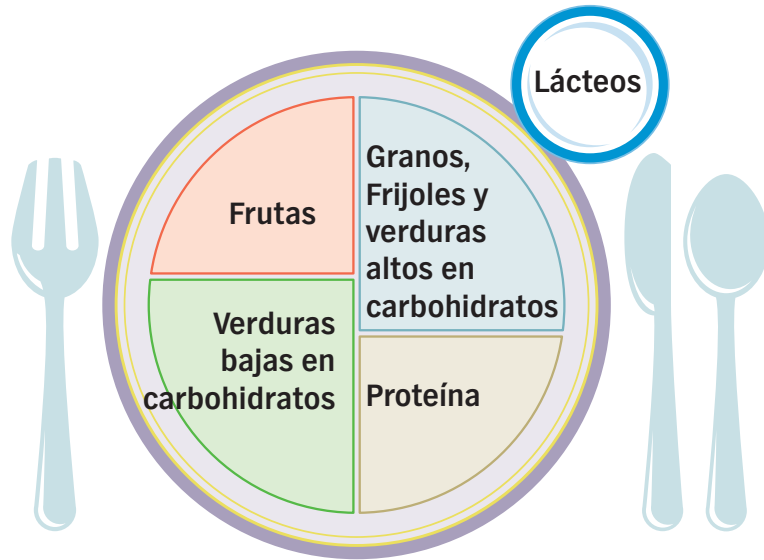 Lácteos
Frutas
Granos,
Frijoles y
verduras
altos en
carbohidratos
Verduras
bajas en
carbohidratos
Proteína